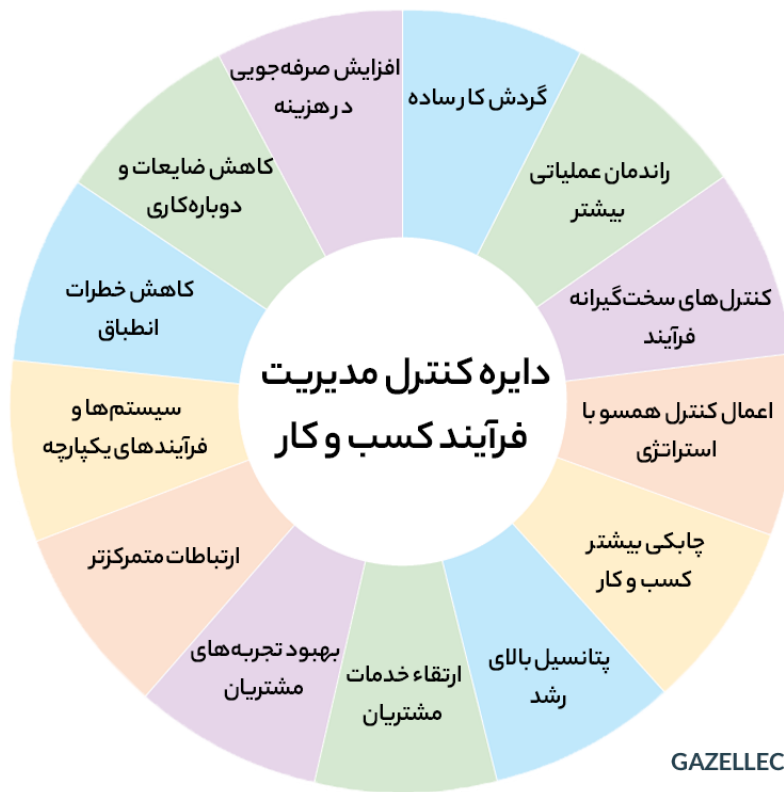 دایره کنترل مدیریت
فرآیند کسب و کار
گردش کار ساده
راندمان عملیاتی
بیشتر
کنترل‌های سخت‌گیرانه
فرآیند
اعمال کنترل همسو با
استراتژی
چابکی بیشتر
کسب و کار
پتانسیل بالای
رشد
ارتقاء خدمات
مشتریان
بهبود تجربه‌های
مشتریان
ارتباطات متمرکزتر
سیستم‌ها و
فرآیندهای یکپارچه
کاهش خطرات
انطباق
کاهش ضایعات و
دوباره‌کاری
افزایش صرفه‌جویی
در هزینه
GAZELLEC